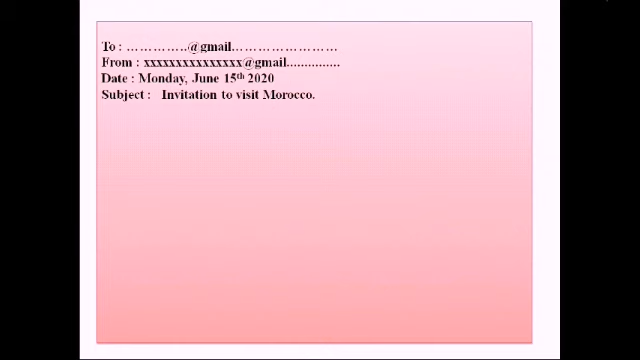 To : …………..@gmail……………………
From : xxxxxxxxxxxxxxx@gmail...............
Date : Monday, June 15th 2020
Subject :   Invitation to visit Morocco.